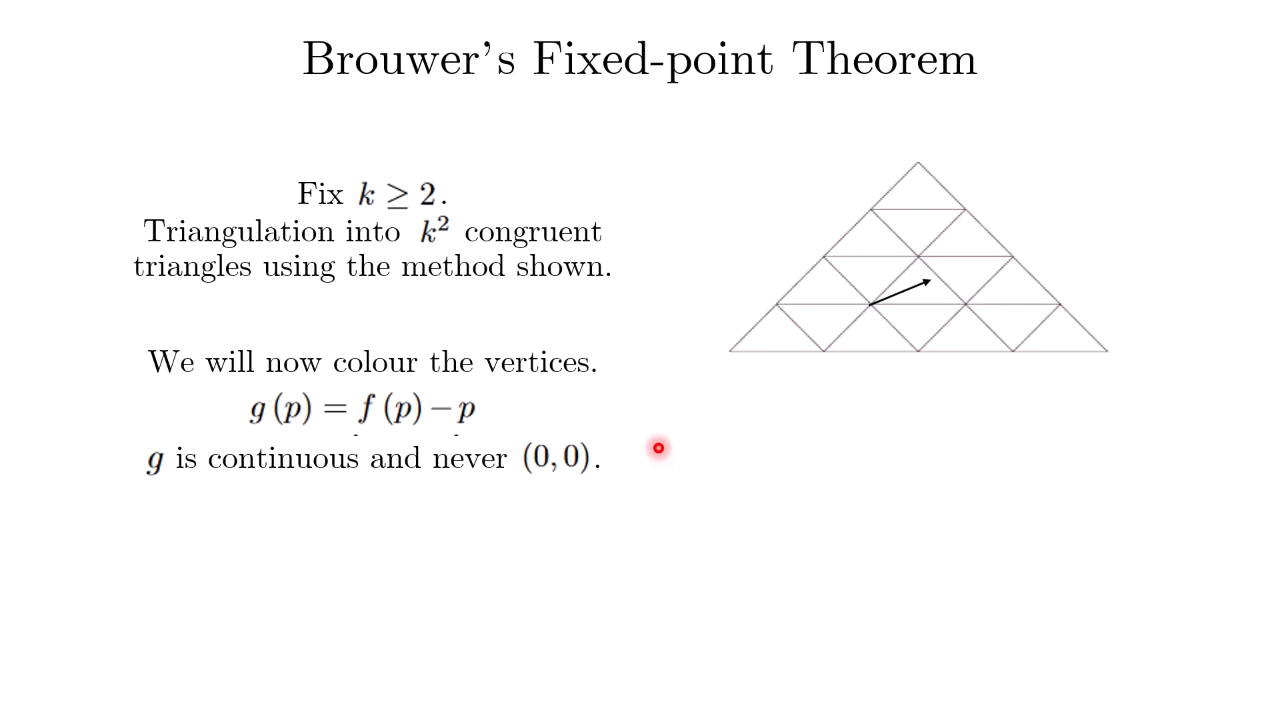 Brouwer's Fixed-point Theorem
Fix k ≥ 2.
Triangulation into k² congruent
triangles using the method shown.
We will now colour the vertices.
g (p) = f (p) − p
g is continuous and never (0, 0).